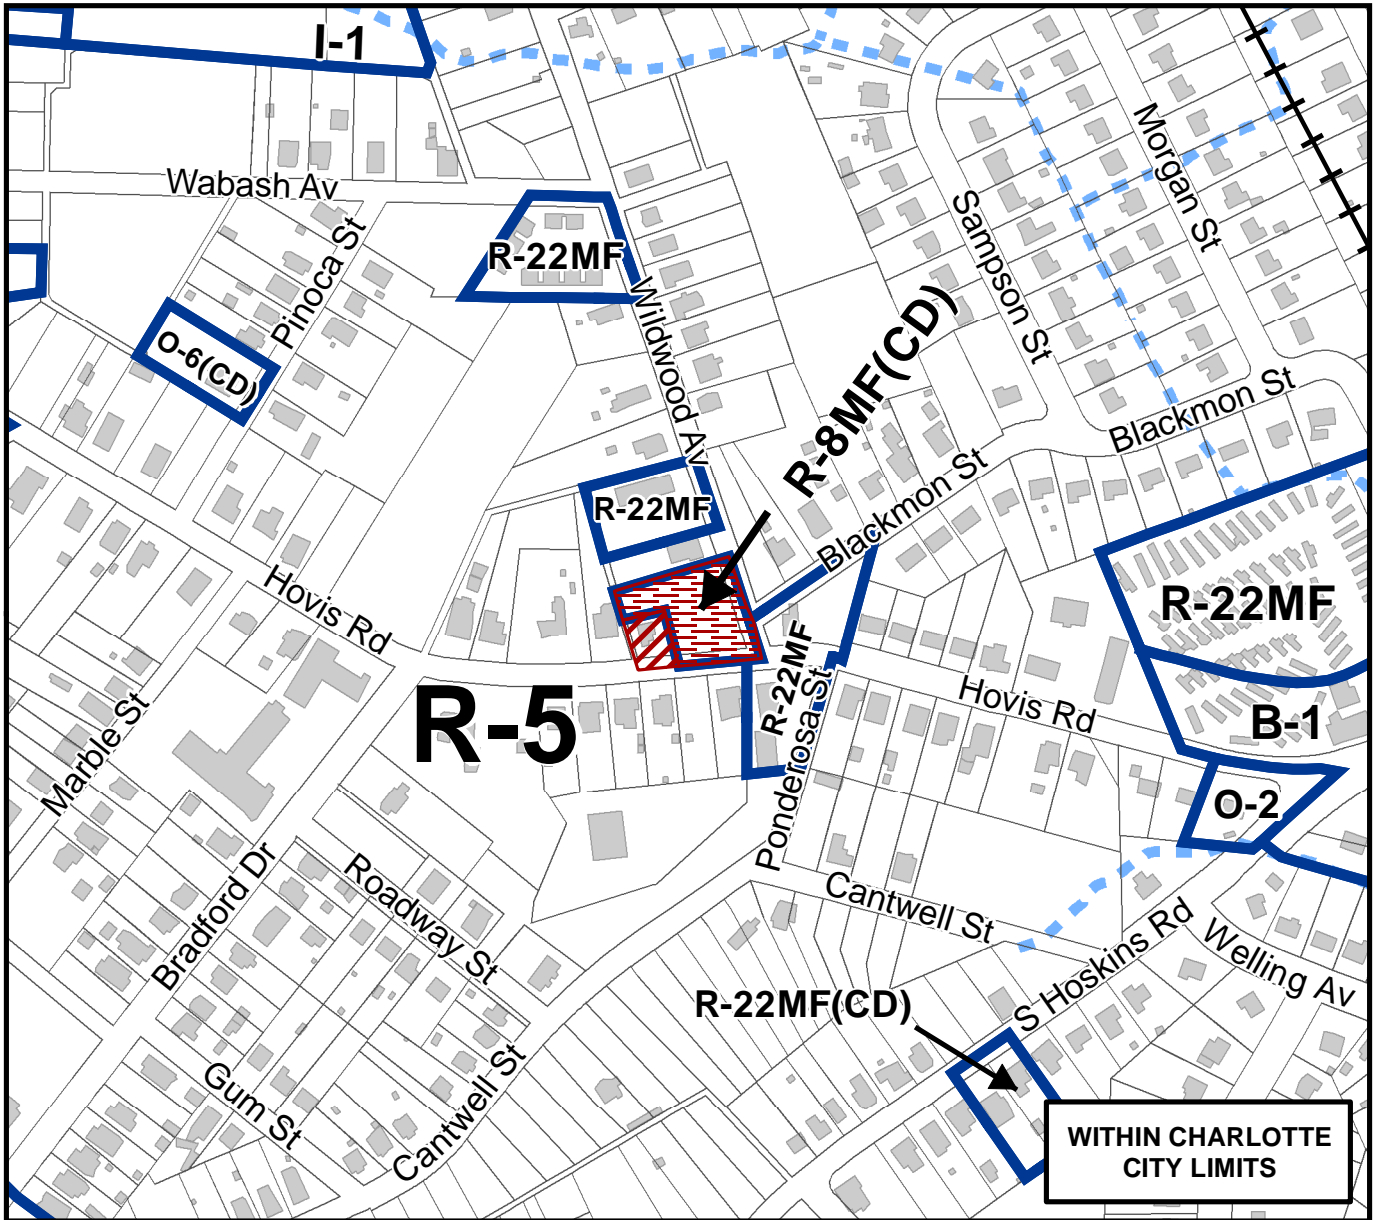 I-1
Wabash Av
Morgan St
Pinoca St
R-22MF
Sampson St
Wildwood Av
O-6(CD)
R-8MF(CD)
Blackmon St
Blackmon St
R-22MF
Hovis Rd
R-22MF
R-22MF
Ponderosa St
Hovis Rd
R-5
B-1
Marble St
O-2
Bradford Dr
Roadway St
Cantwell St
S Hoskins Rd
Welling Av
R-22MF(CD)
Gum St
Cantwell St
WITHIN CHARLOTTE
CITY LIMITS